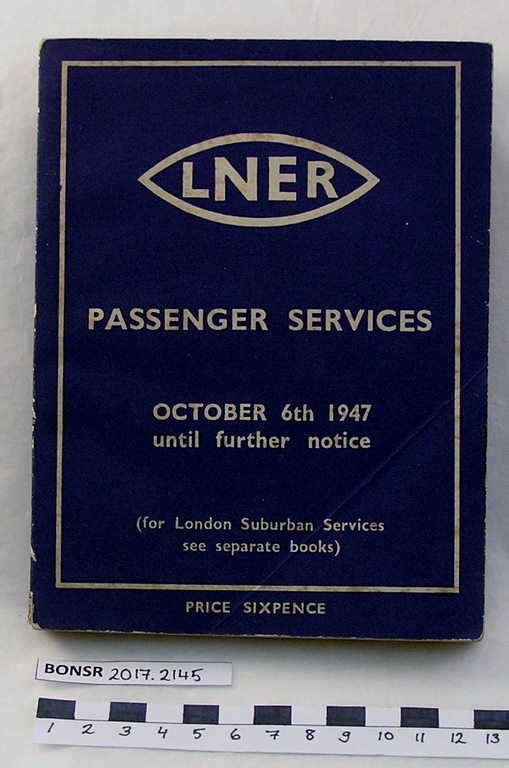 LNER
PASSENGER SERVICES
OCTOBER 6th 1947
until further notice
(for London Suburban Services
see separate books)
PRICE SIXPENCE
BONSR 2017.2145
1 2 3 4 5 6 7 8 9 10 11 12 13